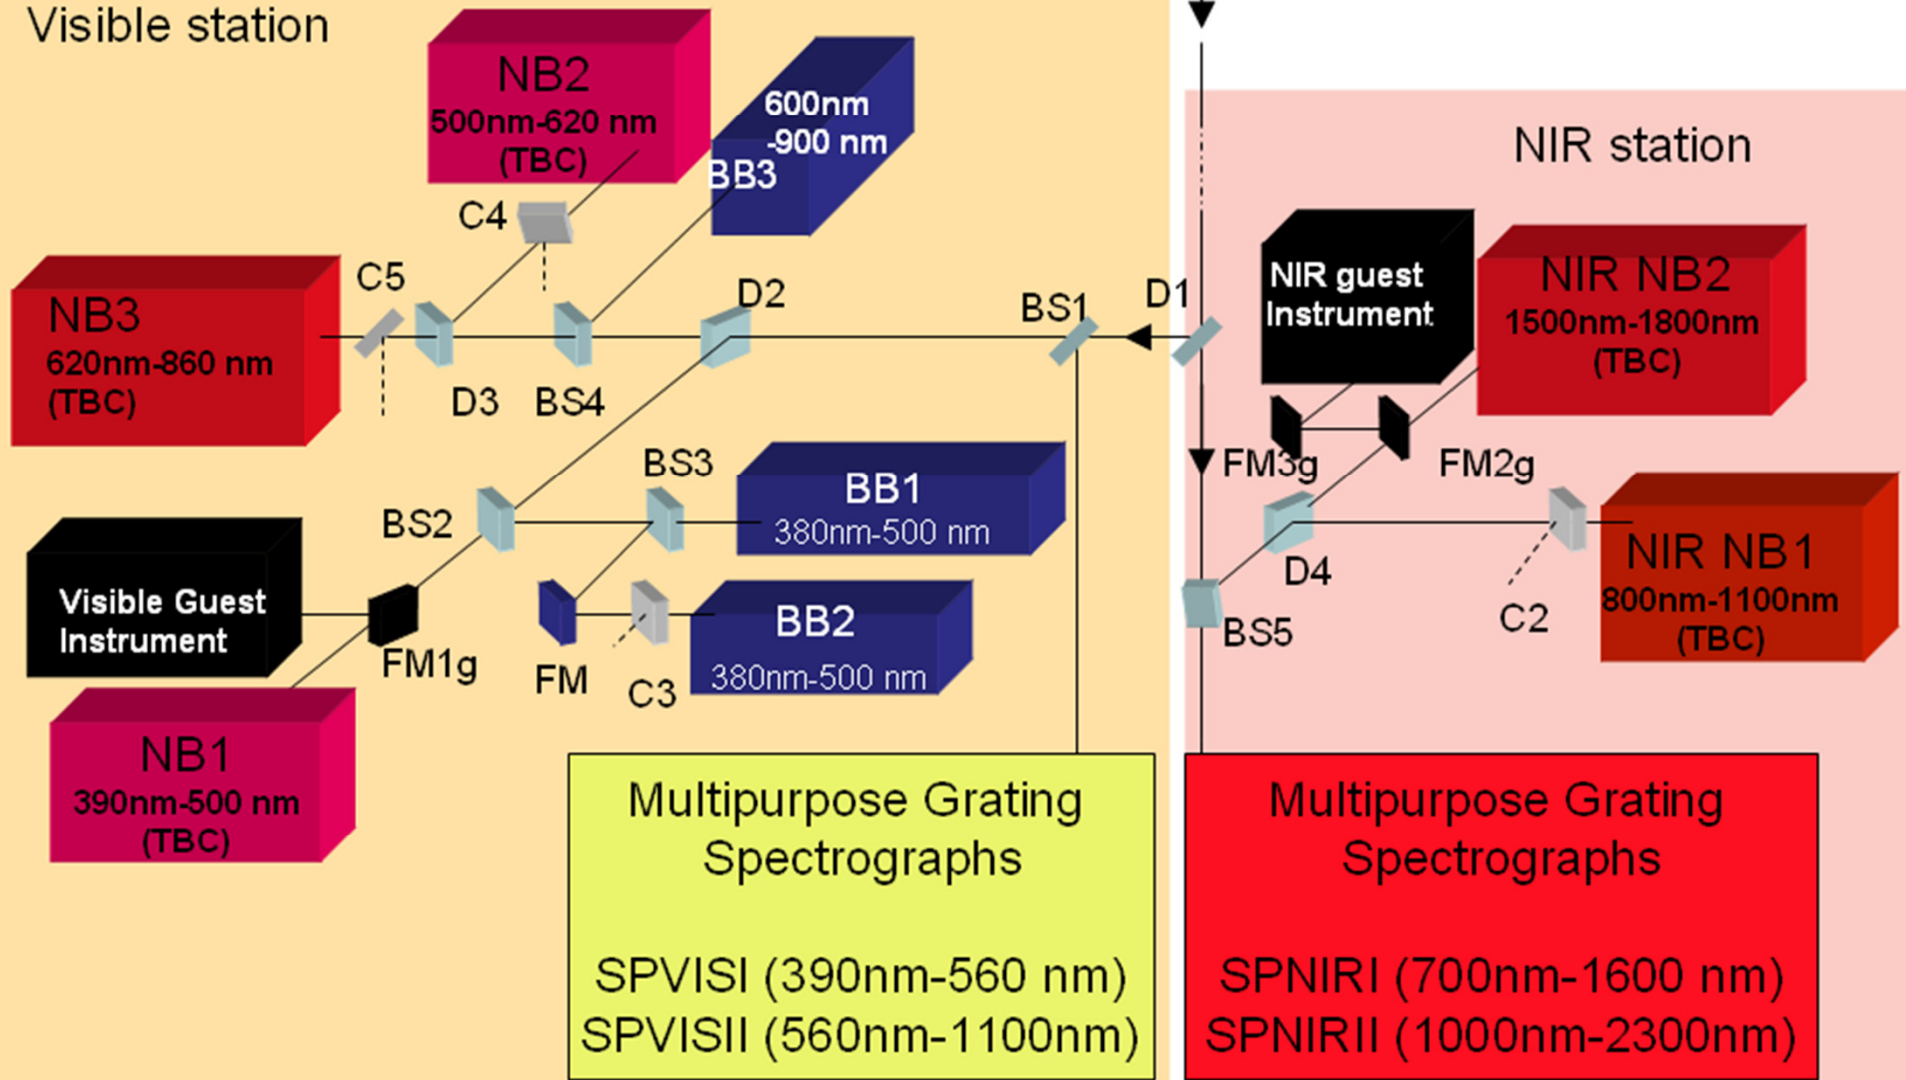 Visible station
NB2
500nm-620 nm
(TBC)
600nm
-900 nm
BB3
NIR station
C4
C5
NB3
620nm-860 nm
(TBC)
D3
BS4
D2
BS1
D1
NIR guest
Instrument
NIR NB2
1500nm-1800nm
(TBC)
FM3g
FM2g
BS2
BS3
BB1
380nm-500 nm
Visible Guest
Instrument
FM1g
FM
C3
BB2
380nm-500 nm
D4
BS5
C2
NIR NB1
800nm-1100nm
(TBC)
NB1
390nm-500 nm
(TBC)
Multipurpose Grating
Spectrographs
SPVISI (390nm-560 nm)
SPVISII (560nm-1100nm)
Multipurpose Grating
Spectrographs
SPNIRI (700nm-1600 nm)
SPNIRII (1000nm-2300nm)